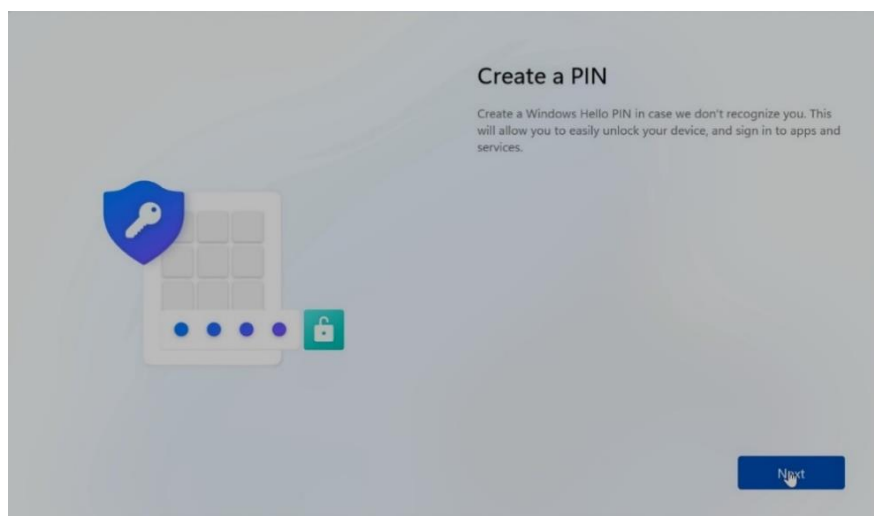 Create a PIN
Create a Windows Hello PIN in case we don't recognize you. This
will allow you to easily unlock your device, and sign in to apps and
services.
Next